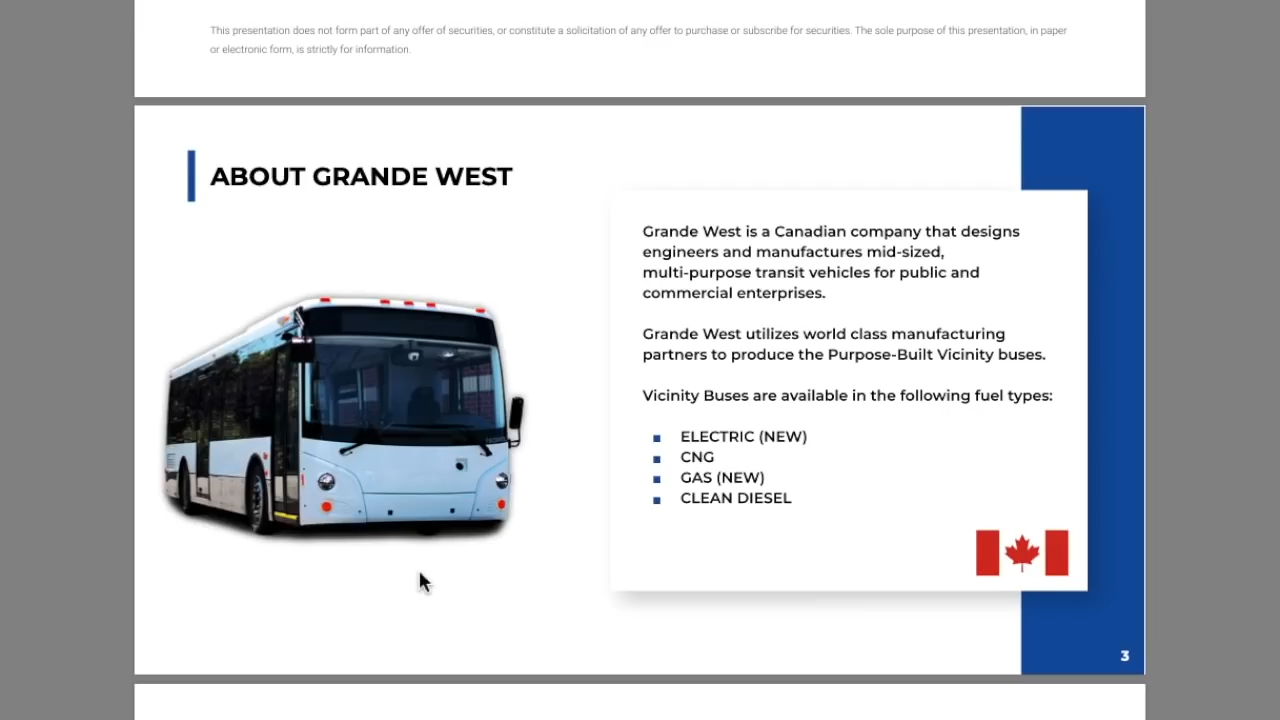 This presentation does not form part of any offer of securities, or constitute a solicitation of any offer to purchase or subscribe for securities. The sole purpose of this presentation, in paper
or electronic form, is strictly for information.
ABOUT GRANDE WEST
Grande West is a Canadian company that designs
engineers and manufactures mid-sized,
multi-purpose transit vehicles for public and
commercial enterprises.
Grande West utilizes world class manufacturing
partners to produce the Purpose-Built Vicinity buses.
Vicinity Buses are available in the following fuel types:
ELECTRIC (NEW)
CNG
GAS (NEW)
CLEAN DIESEL
3